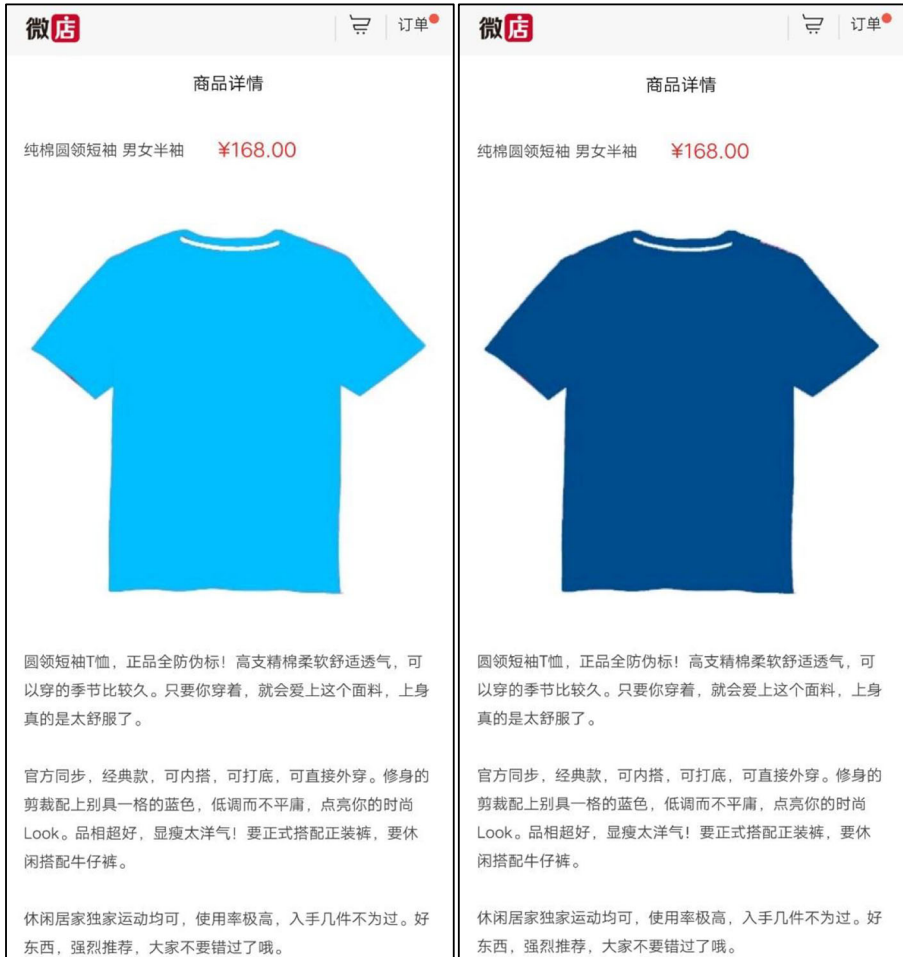 微店
订单
商品详情
纯棉圆领短袖 男女半袖 ¥168.00
圆领短袖T恤，正品全防伪标！高支精棉柔软舒适透气，可
以穿的季节比较久。只要你穿着，就会爱上这个面料，上身
真的是太舒服了。
官方同步，经典款，可内搭，可打底，可直接外穿。修身的
剪裁配上别具一格的蓝色，低调而不平庸，点亮你的时尚
Look。品相超好，显瘦太洋气！要正式搭配正装裤，要休
闲搭配牛仔裤。
休闲居家独家运动均可，使用率极高，入手几件不为过。好
东西，强烈推荐，大家不要错过了哦。
微店
订单
商品详情
纯棉圆领短袖 男女半袖 ¥168.00
圆领短袖T恤，正品全防伪标！高支精棉柔软舒适透气，可
以穿的季节比较久。只要你穿着，就会爱上这个面料，上身
真的是太舒服了。
官方同步，经典款，可内搭，可打底，可直接外穿。修身的
剪裁配上别具一格的蓝色，低调而不平庸，点亮你的时尚
Look。品相超好，显瘦太洋气！要正式搭配正装裤，要休
闲搭配牛仔裤。
休闲居家独家运动均可，使用率极高，入手几件不为过。好
东西，强烈推荐，大家不要错过了哦。